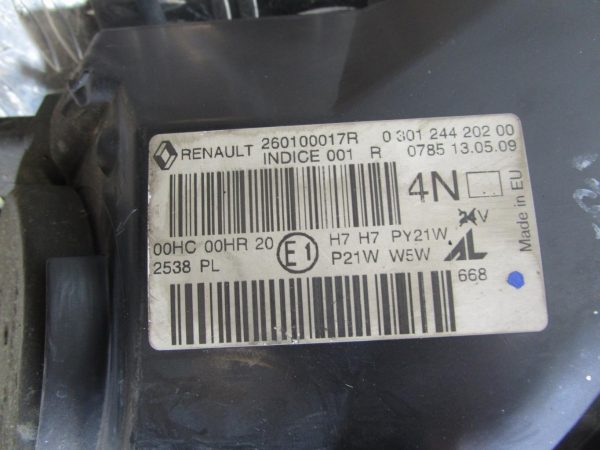 RENAULT 260100017R 0 301 244 202 00
INDICE 001 R 0785 13.05.09
4N
Made in EU
V
00HC 00HR 20 E1 H7 H7 PY21W
2538 PL P21W W5W AL
668